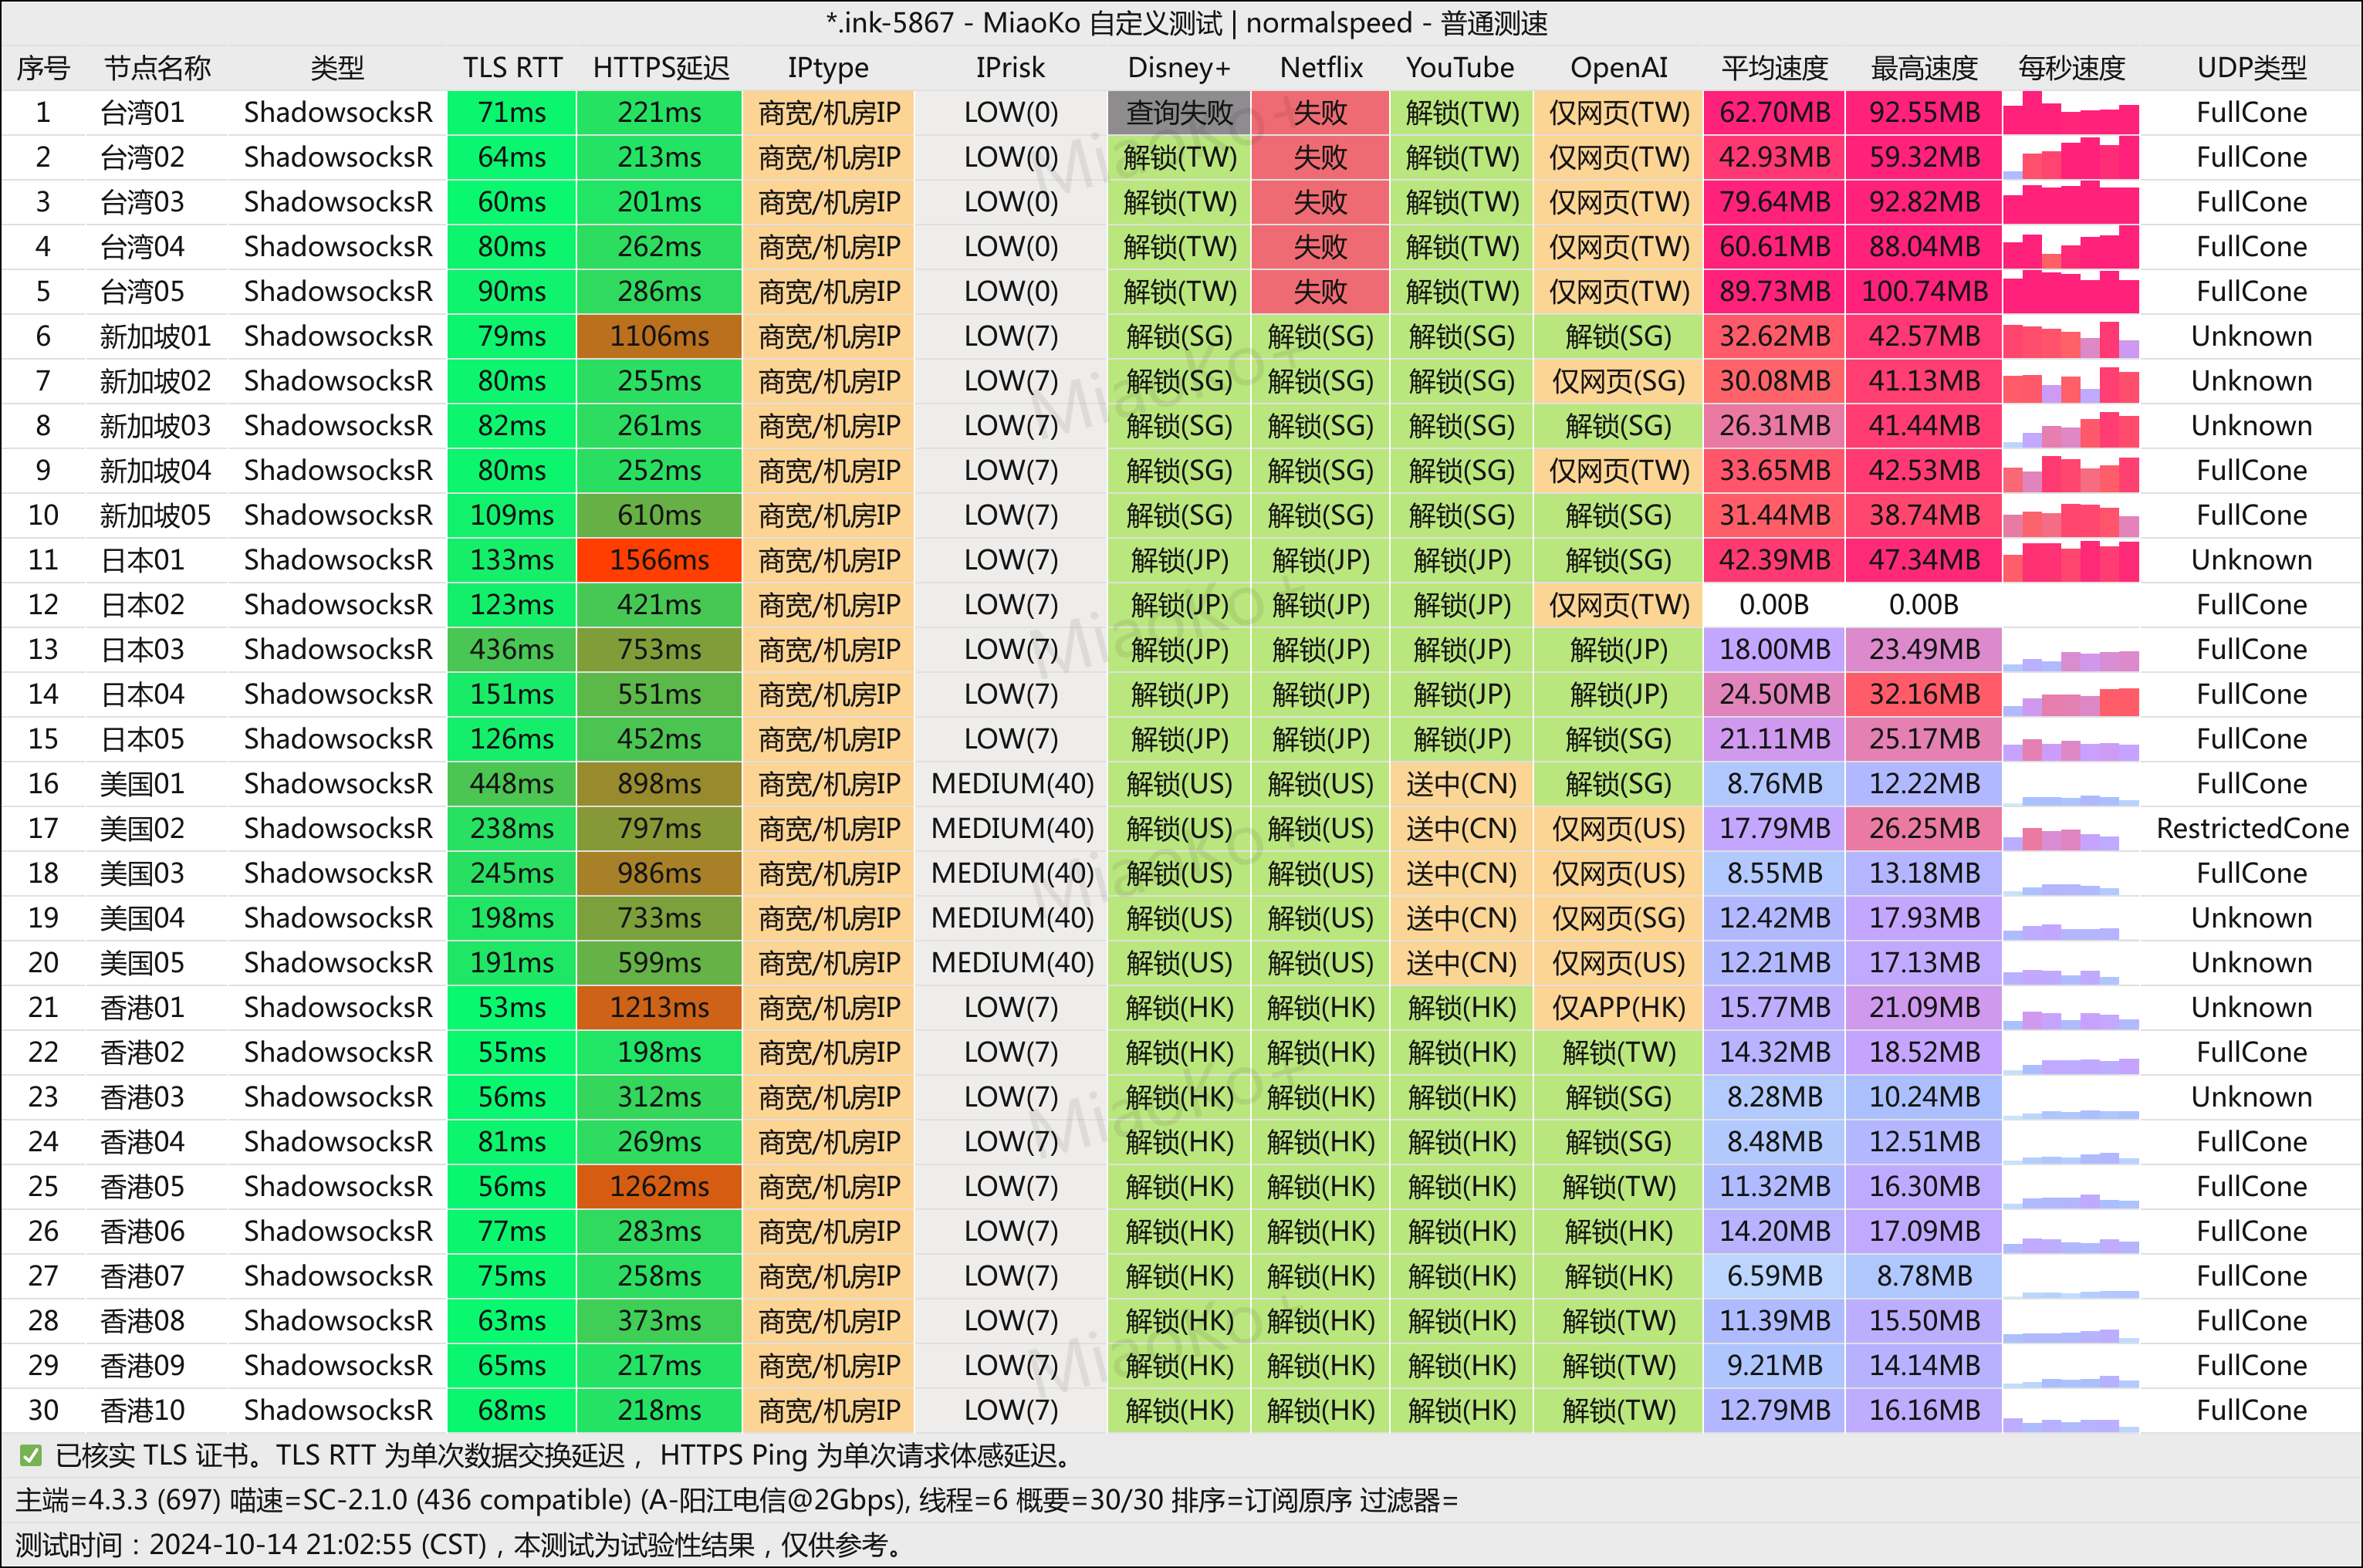 *.ink-5867 - MiaoKo 自定义测试 | normalspeed - 普通测速
序号 节点名称 类型 TLS RTT HTTPS延迟 IPtype IPrisk Disney+ Netflix YouTube OpenAI 平均速度 最高速度 每秒速度 UDP类型
1 台湾01 ShadowsocksR 71ms 221ms 商宽/机房IP LOW(0) 查询失败 失败 解锁(TW) 仅网页(TW) 62.70MB 92.55MB FullCone
2 台湾02 ShadowsocksR 64ms 213ms 商宽/机房IP LOW(0) 解锁(TW) 失败 解锁(TW) 仅网页(TW) 42.93MB 59.32MB FullCone
3 台湾03 ShadowsocksR 60ms 201ms 商宽/机房IP LOW(0) 解锁(TW) 失败 解锁(TW) 仅网页(TW) 79.64MB 92.82MB FullCone
4 台湾04 ShadowsocksR 80ms 262ms 商宽/机房IP LOW(0) 解锁(TW) 失败 解锁(TW) 仅网页(TW) 60.61MB 88.04MB FullCone
5 台湾05 ShadowsocksR 90ms 286ms 商宽/机房IP LOW(0) 解锁(TW) 失败 解锁(TW) 仅网页(TW) 89.73MB 100.74MB FullCone
6 新加坡01 ShadowsocksR 79ms 1106ms 商宽/机房IP LOW(7) 解锁(SG) 解锁(SG) 解锁(SG) 解锁(SG) 32.62MB 42.57MB Unknown
7 新加坡02 ShadowsocksR 80ms 255ms 商宽/机房IP LOW(7) 解锁(SG) 解锁(SG) 解锁(SG) 仅网页(SG) 30.08MB 41.13MB Unknown
8 新加坡03 ShadowsocksR 82ms 261ms 商宽/机房IP LOW(7) 解锁(SG) 解锁(SG) 解锁(SG) 解锁(SG) 26.31MB 41.44MB Unknown
9 新加坡04 ShadowsocksR 80ms 252ms 商宽/机房IP LOW(7) 解锁(SG) 解锁(SG) 解锁(SG) 仅网页(TW) 33.65MB 42.53MB FullCone
10 新加坡05 ShadowsocksR 109ms 610ms 商宽/机房IP LOW(7) 解锁(SG) 解锁(SG) 解锁(SG) 解锁(SG) 31.44MB 38.74MB FullCone
11 日本01 ShadowsocksR 133ms 1566ms 商宽/机房IP LOW(7) 解锁(JP) 解锁(JP) 解锁(JP) 解锁(SG) 42.39MB 47.34MB Unknown
12 日本02 ShadowsocksR 123ms 421ms 商宽/机房IP LOW(7) 解锁(JP) 解锁(JP) 解锁(JP) 仅网页(TW) 0.00B 0.00B FullCone
13 日本03 ShadowsocksR 436ms 753ms 商宽/机房IP LOW(7) 解锁(JP) 解锁(JP) 解锁(JP) 解锁(JP) 18.00MB 23.49MB FullCone
14 日本04 ShadowsocksR 151ms 551ms 商宽/机房IP LOW(7) 解锁(JP) 解锁(JP) 解锁(JP) 解锁(JP) 24.50MB 32.16MB FullCone
15 日本05 ShadowsocksR 126ms 452ms 商宽/机房IP LOW(7) 解锁(JP) 解锁(JP) 解锁(JP) 解锁(SG) 21.11MB 25.17MB FullCone
16 美国01 ShadowsocksR 448ms 898ms 商宽/机房IP MEDIUM(40) 解锁(US) 解锁(US) 送中(CN) 解锁(SG) 8.76MB 12.22MB FullCone
17 美国02 ShadowsocksR 238ms 797ms 商宽/机房IP MEDIUM(40) 解锁(US) 解锁(US) 送中(CN) 仅网页(US) 17.79MB 26.25MB RestrictedCone
18 美国03 ShadowsocksR 245ms 986ms 商宽/机房IP MEDIUM(40) 解锁(US) 解锁(US) 送中(CN) 仅网页(US) 8.55MB 13.18MB FullCone
19 美国04 ShadowsocksR 198ms 733ms 商宽/机房IP MEDIUM(40) 解锁(US) 解锁(US) 送中(CN) 仅网页(SG) 12.42MB 17.93MB Unknown
20 美国05 ShadowsocksR 191ms 599ms 商宽/机房IP MEDIUM(40) 解锁(US) 解锁(US) 送中(CN) 仅网页(US) 12.21MB 17.13MB Unknown
21 香港01 ShadowsocksR 53ms 1213ms 商宽/机房IP LOW(7) 解锁(HK) 解锁(HK) 解锁(HK) 仅APP(HK) 15.77MB 21.09MB Unknown
22 香港02 ShadowsocksR 55ms 198ms 商宽/机房IP LOW(7) 解锁(HK) 解锁(HK) 解锁(HK) 解锁(TW) 14.32MB 18.52MB FullCone
23 香港03 ShadowsocksR 56ms 312ms 商宽/机房IP LOW(7) 解锁(HK) 解锁(HK) 解锁(HK) 解锁(SG) 8.28MB 10.24MB Unknown
24 香港04 ShadowsocksR 81ms 269ms 商宽/机房IP LOW(7) 解锁(HK) 解锁(HK) 解锁(HK) 解锁(SG) 8.48MB 12.51MB FullCone
25 香港05 ShadowsocksR 56ms 1262ms 商宽/机房IP LOW(7) 解锁(HK) 解锁(HK) 解锁(HK) 解锁(TW) 11.32MB 16.30MB FullCone
26 香港06 ShadowsocksR 77ms 283ms 商宽/机房IP LOW(7) 解锁(HK) 解锁(HK) 解锁(HK) 解锁(HK) 14.20MB 17.09MB FullCone
27 香港07 ShadowsocksR 75ms 258ms 商宽/机房IP LOW(7) 解锁(HK) 解锁(HK) 解锁(HK) 解锁(HK) 6.59MB 8.78MB FullCone
28 香港08 ShadowsocksR 63ms 373ms 商宽/机房IP LOW(7) 解锁(HK) 解锁(HK) 解锁(HK) 解锁(TW) 11.39MB 15.50MB FullCone
29 香港09 ShadowsocksR 65ms 217ms 商宽/机房IP LOW(7) 解锁(HK) 解锁(HK) 解锁(HK) 解锁(TW) 9.21MB 14.14MB FullCone
30 香港10 ShadowsocksR 68ms 218ms 商宽/机房IP LOW(7) 解锁(HK) 解锁(HK) 解锁(HK) 解锁(TW) 12.79MB 16.16MB FullCone
✅ 已核实 TLS 证书。TLS RTT 为单次数据交换延迟， HTTPS Ping 为单次请求体感延迟。
主端=4.3.3 (697) 喵速=SC-2.1.0 (436 compatible) (A-阳江电信@2Gbps), 线程=6 概要=30/30 排序=订阅原序 过滤器=
测试时间：2024-10-14 21:02:55 (CST)，本测试为试验性结果，仅供参考。
MiaoKo+
MiaoKo+
MiaoKo+
MiaoKo+
MiaoKo+
MiaoKo+